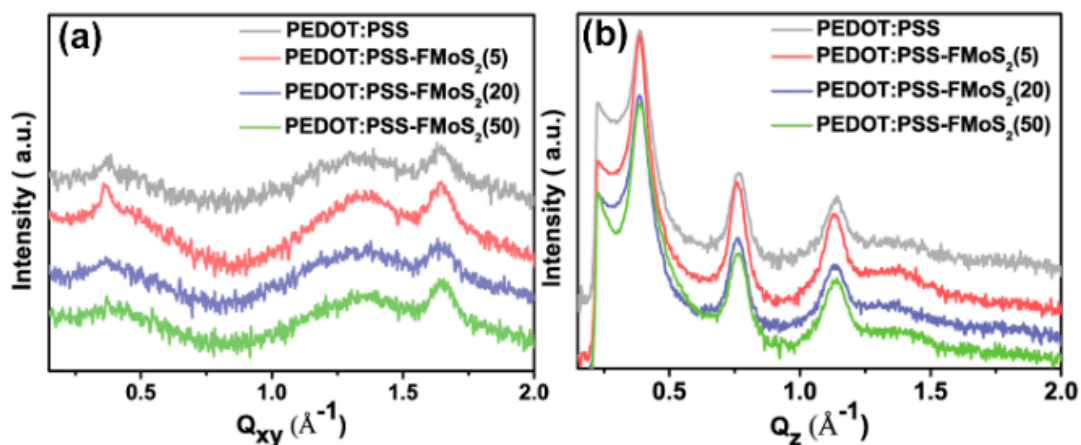 (a)
PEDOT:PSS
PEDOT:PSS-FMoS₂(5)
PEDOT:PSS-FMoS₂(20)
PEDOT:PSS-FMoS₂(50)
Intensity ( a.u.)
0.5 1.0 1.5 2.0
Qxy (Å⁻¹)
(b)
PEDOT:PSS
PEDOT:PSS-FMoS₂(5)
PEDOT:PSS-FMoS₂(20)
PEDOT:PSS-FMoS₂(50)
Intensity ( a.u.)
0.5 1.0 1.5 2.0
Qz (Å⁻¹)